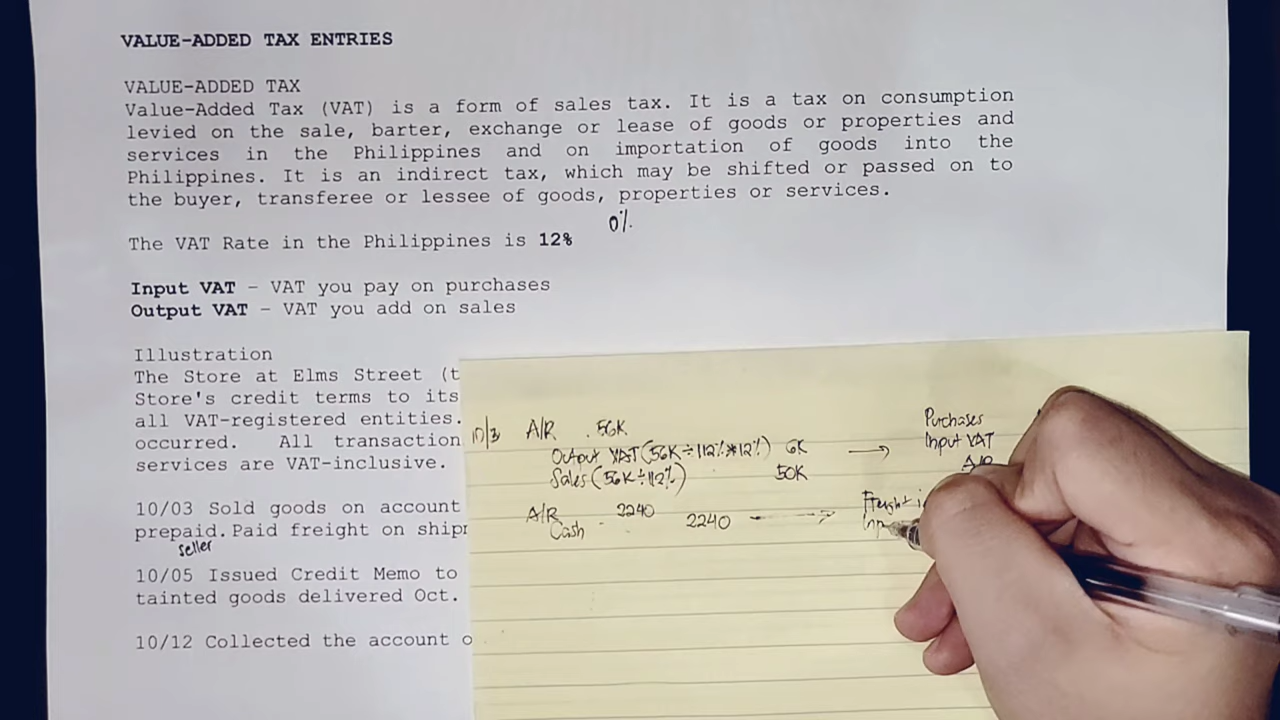 VALUE-ADDED TAX ENTRIES
VALUE-ADDED TAX
Value-Added Tax (VAT) is a form of sales tax. It is a tax on consumption
levied on the sale, barter, exchange or lease of goods or properties and
services in the Philippines and on importation of goods into the
Philippines. It is an indirect tax, which may be shifted or passed on to
the buyer, transferee or lessee of goods, properties or services.
0%
The VAT Rate in the Philippines is 12%
Input VAT – VAT you pay on purchases
Output VAT – VAT you add on sales
Illustration
The Store at Elms Street (t
Store's credit terms to its
all VAT-registered entities.
occurred. All transaction
services are VAT-inclusive.
10/03 Sold goods on account
prepaid. Paid freight on ship
seller
10/05 Issued Credit Memo to
tainted goods delivered Oct.
10/12 Collected the account o
10/3 A/R 56K
Output VAT (56K÷112%*12%) 6K
Sales (56K÷112%) 50K
A/R 2240
Cash 2240
Purchases
Input VAT
Freight i
Inp